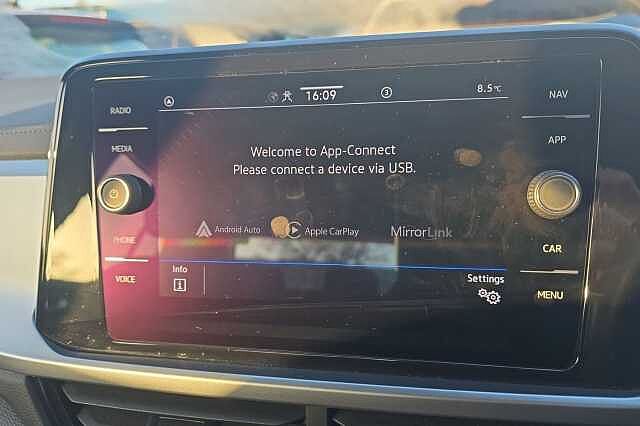 16:09
3
8.5°C
RADIO
MEDIA
PHONE
VOICE
Welcome to App-Connect
Please connect a device via USB.
Android Auto
Apple CarPlay
MirrorLink
Info
i
Settings
NAV
APP
CAR
MENU